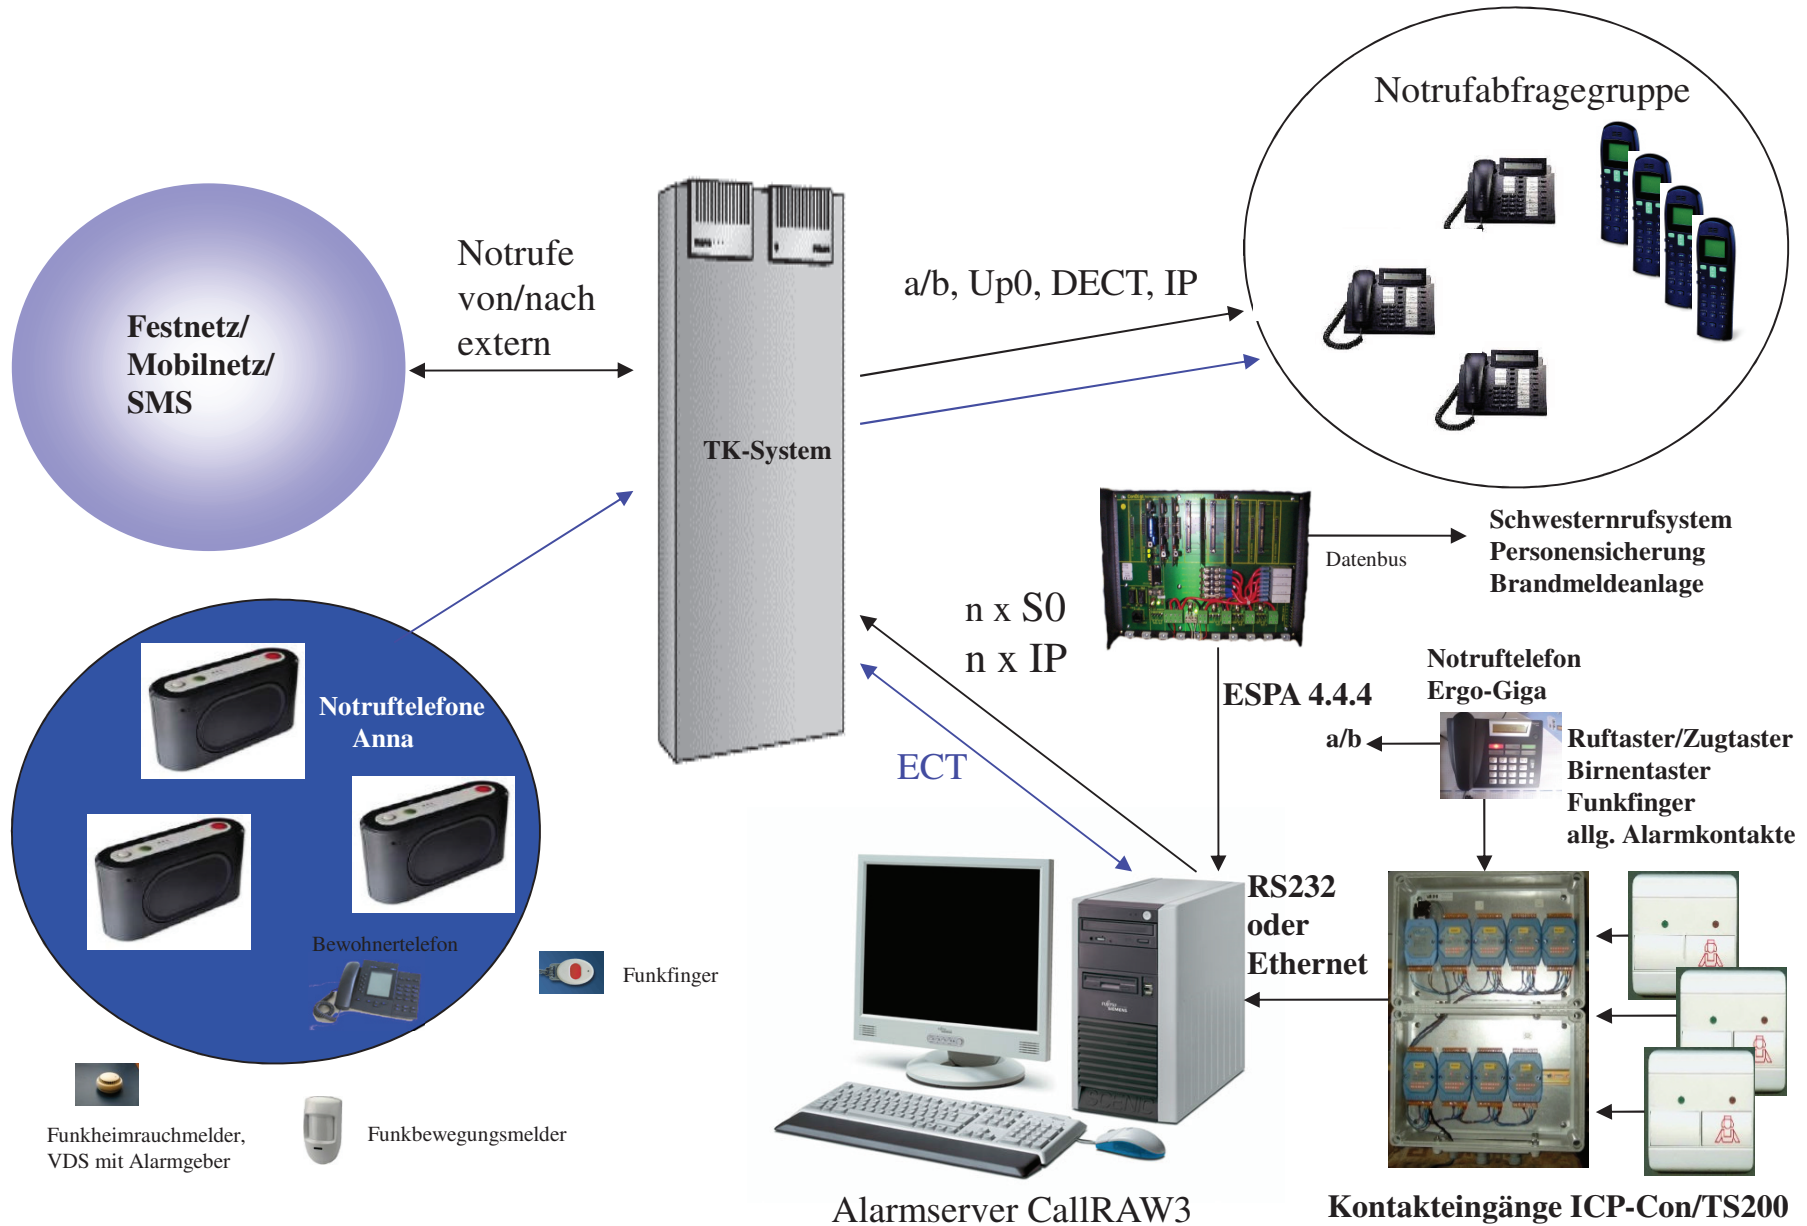 Notrufabfragegruppe
Notrufe
von/nach
extern
a/b, Up0, DECT, IP
Festnetz/
Mobilnetz/
SMS
TK-System
Schwesternrufsystem
Personensicherung
Brandmeldeanlage
Datenbus
n x S0
n x IP
ESPA 4.4.4
Notruftelefon
Ergo-Giga
a/b
Ruftaster/Zugtaster
Birnentaster
Funkfinger
allg. Alarmkontakte
Notruftelefone
Anna
ECT
RS232
oder
Ethernet
Bewohnertelefon
Funkfinger
Funkheimrauchmelder,
VDS mit Alarmgeber
Funkbewegungsmelder
Alarmserver CallRAW3
Kontakteingänge ICP-Con/TS200